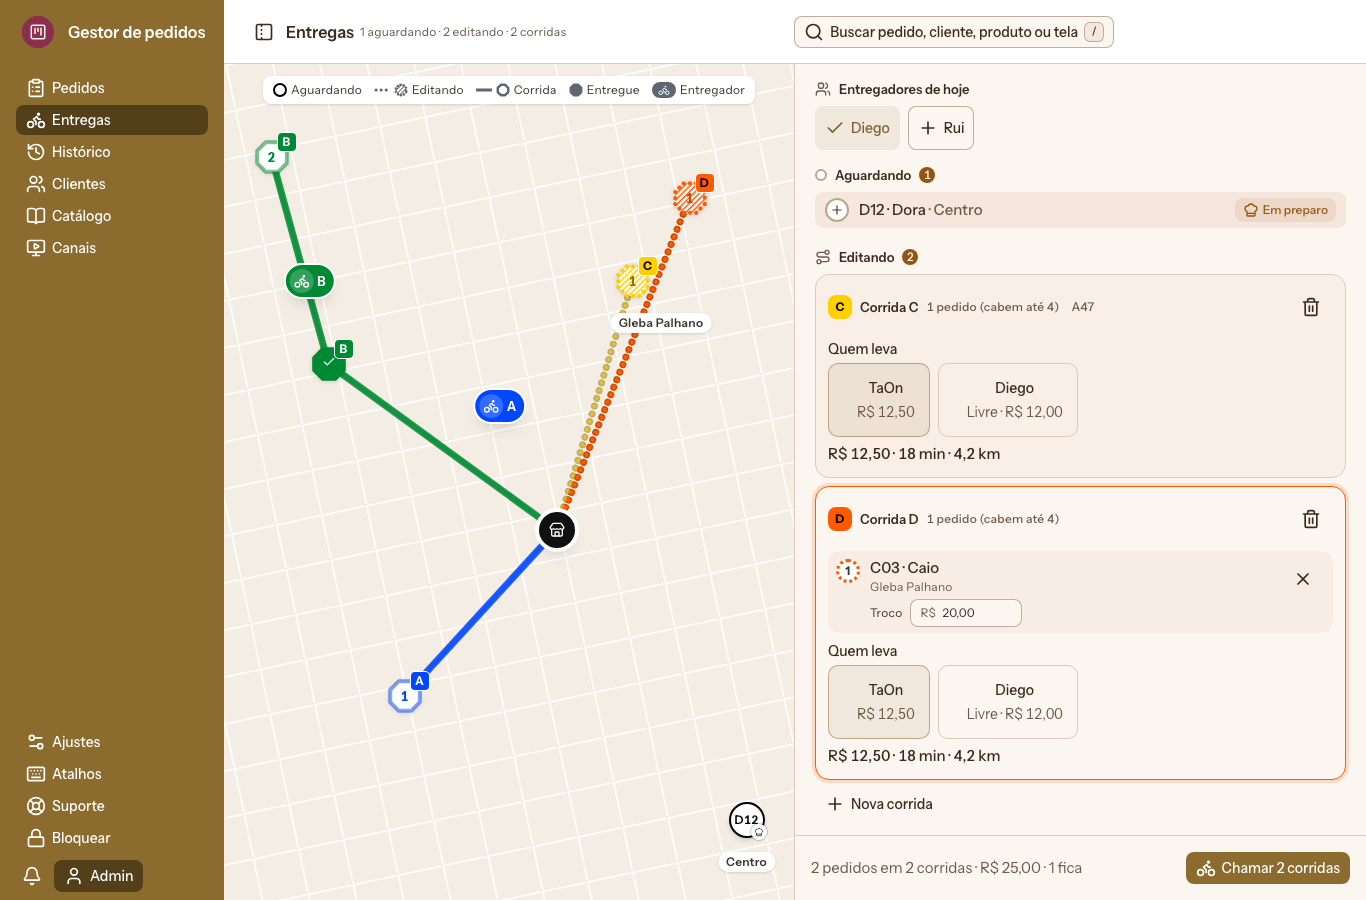 Gestor de pedidos
Pedidos
Entregas
Histórico
Clientes
Catálogo
Canais
Ajustes
Atalhos
Suporte
Bloquear
Admin
Entregas 1 aguardando · 2 editando · 2 corridas
Buscar pedido, cliente, produto ou tela /
Aguardando Editando Corrida Entregue Entregador
2 B
B
B
A
1 D
1 C
Gleba Palhano
1 A
D12
Centro
Entregadores de hoje
Diego
Rui
Aguardando 1
D12 · Dora · Centro
Em preparo
Editando 2
C Corrida C 1 pedido (cabem até 4) A47
Quem leva
TaOn
R$ 12,50
Diego
Livre · R$ 12,00
R$ 12,50 · 18 min · 4,2 km
D Corrida D 1 pedido (cabem até 4)
1 C03 · Caio
Gleba Palhano
Troco R$ 20,00
Quem leva
TaOn
R$ 12,50
Diego
Livre · R$ 12,00
R$ 12,50 · 18 min · 4,2 km
Nova corrida
2 pedidos em 2 corridas · R$ 25,00 · 1 fica
Chamar 2 corridas